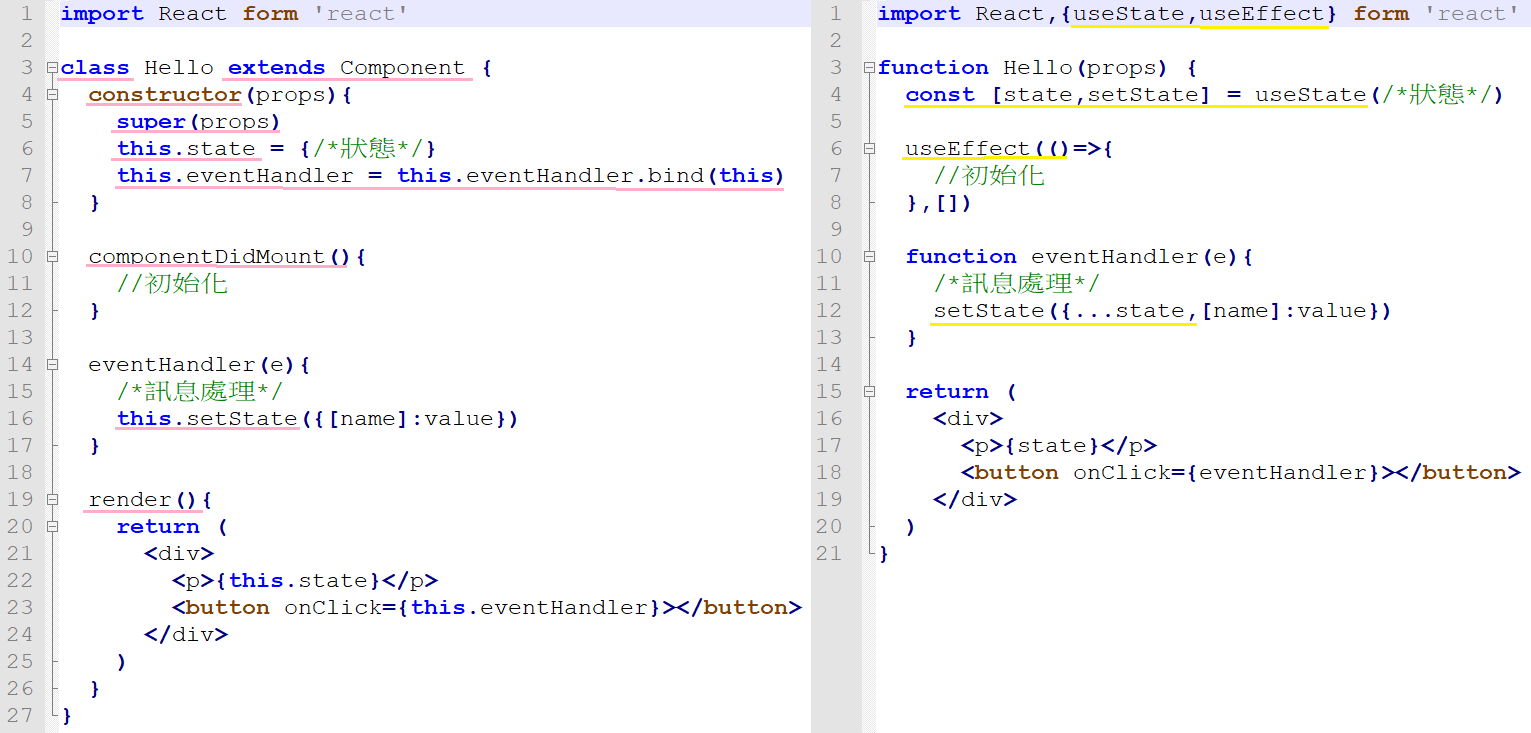 1 import React form 'react'
2
3 class Hello extends Component {
4 constructor(props){
5 super(props)
6 this.state = {/*狀態*/}
7 this.eventHandler = this.eventHandler.bind(this)
8 }
9
10 componentDidMount(){
11 //初始化
12 }
13
14 eventHandler(e){
15 /*訊息處理*/
16 this.setState({[name]:value})
17 }
18
19 render(){
20 return (
21 <div>
22 <p>{this.state}</p>
23 <button onClick={this.eventHandler}></button>
24 </div>
25 )
26 }
27 }
1 import React,{useState,useEffect} form 'react'
2
3 function Hello(props) {
4 const [state,setState] = useState(/*狀態*/)
5
6 useEffect(()=>{
7 //初始化
8 },[])
9
10 function eventHandler(e){
11 /*訊息處理*/
12 setState({...state,[name]:value})
13 }
14
15 return (
16 <div>
17 <p>{state}</p>
18 <button onClick={eventHandler}></button>
19 </div>
20 )
21 }